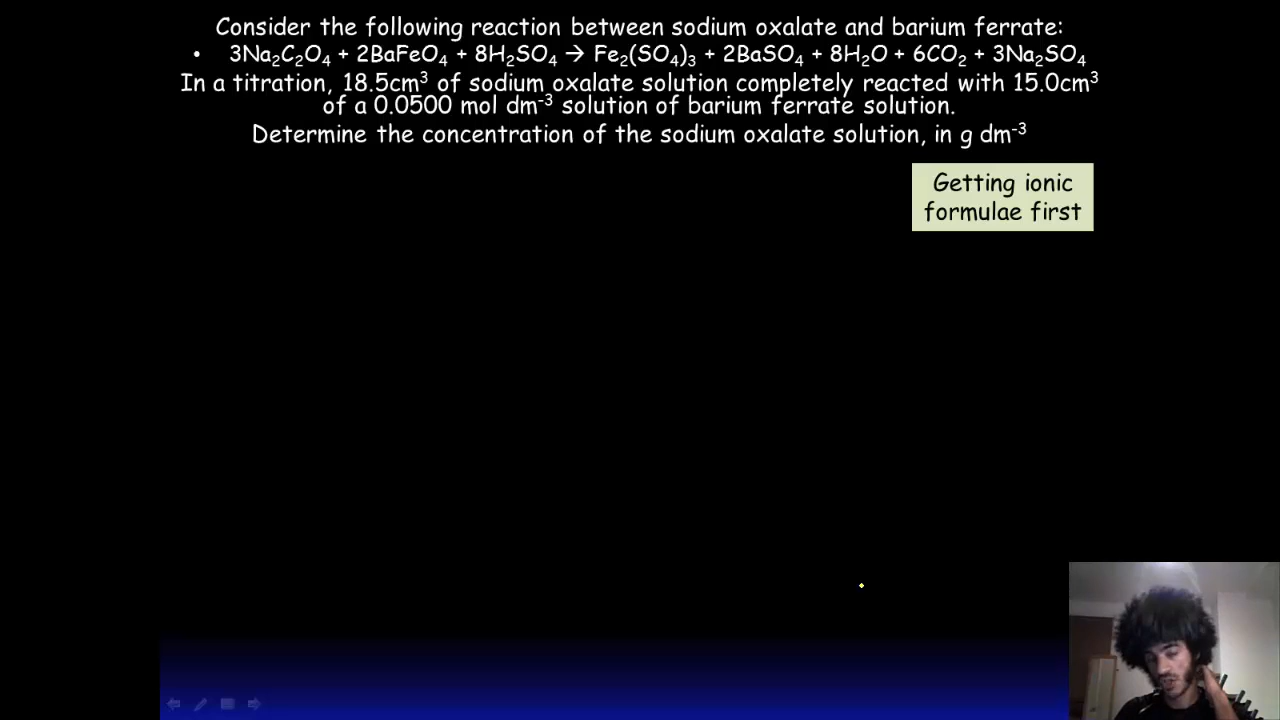 Consider the following reaction between sodium oxalate and barium ferrate:
• 3Na₂C₂O₄ + 2BaFeO₄ + 8H₂SO₄ → Fe₂(SO₄)₃ + 2BaSO₄ + 8H₂O + 6CO₂ + 3Na₂SO₄
In a titration, 18.5cm³ of sodium oxalate solution completely reacted with 15.0cm³
of a 0.0500 mol dm⁻³ solution of barium ferrate solution.
Determine the concentration of the sodium oxalate solution, in g dm⁻³
Getting ionic
formulae first